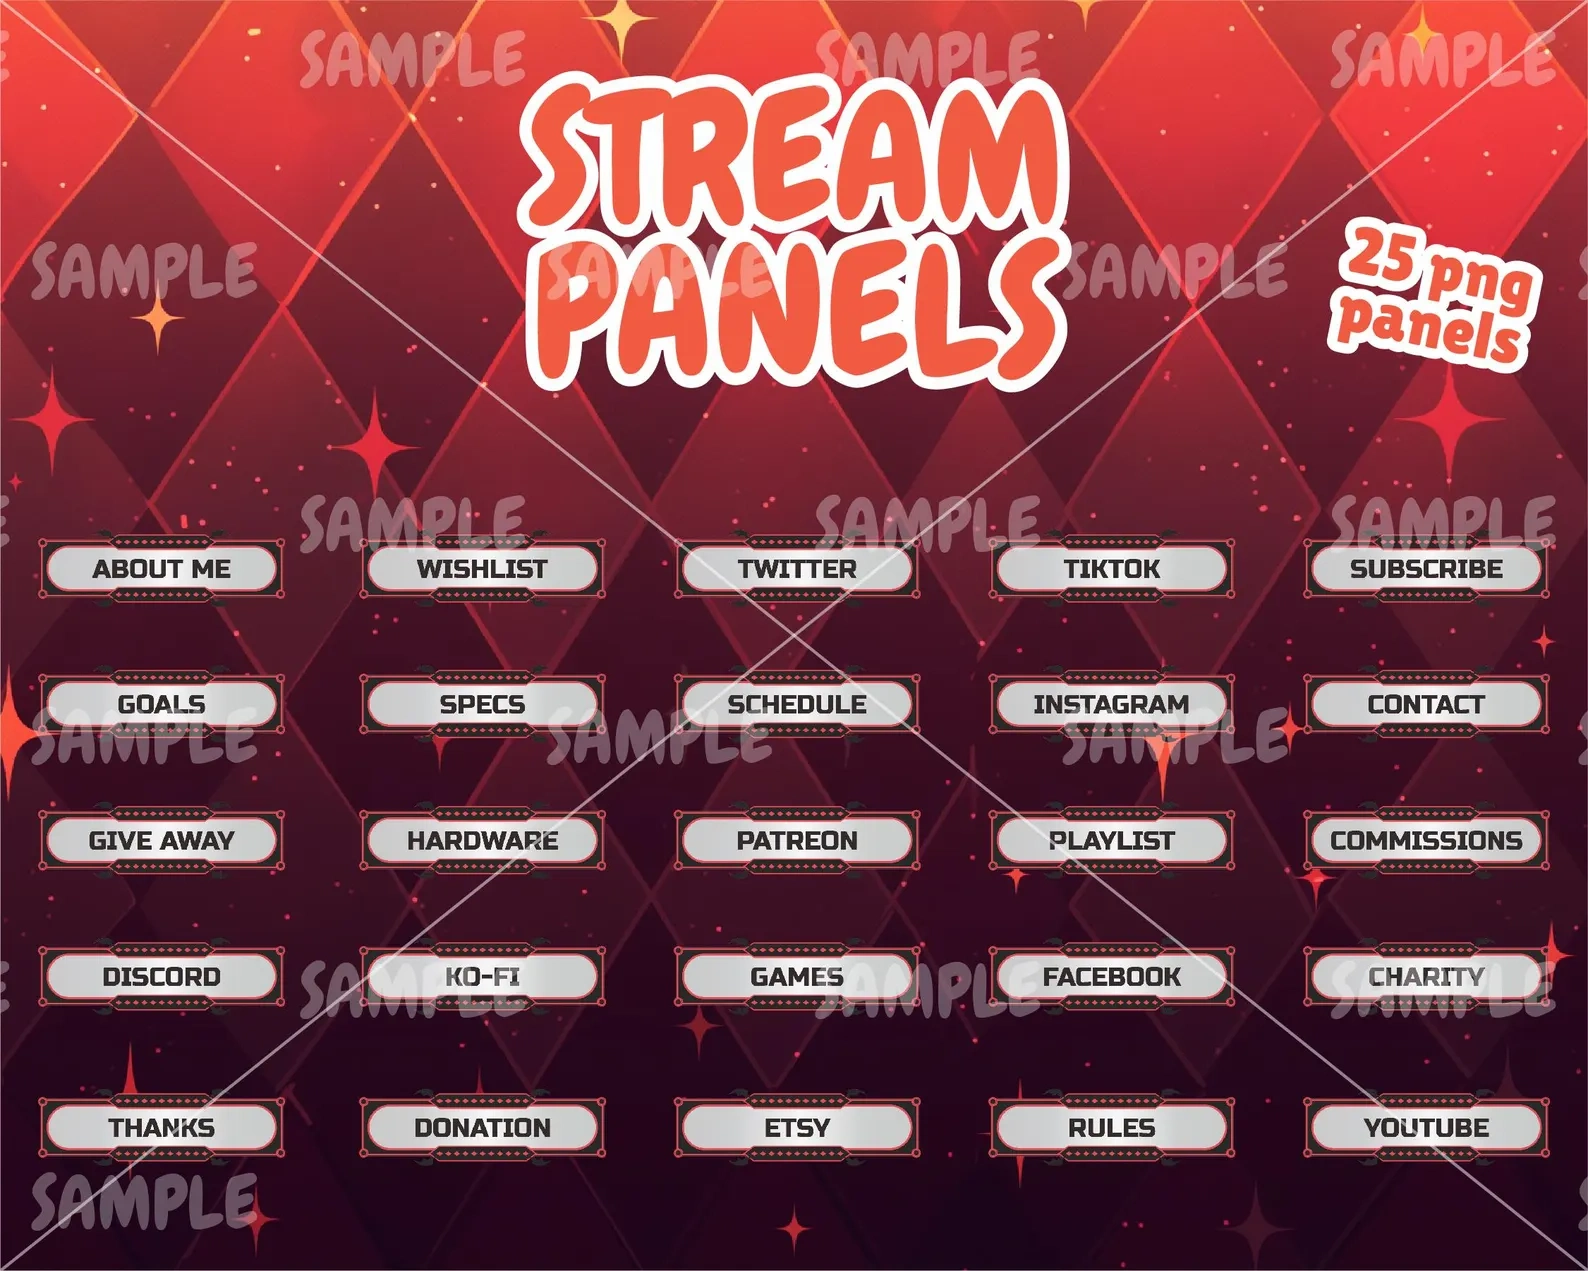 SAMPLE SAMPLE SAMPLE
STREAM
PANELS
SAMPLE SAMPLE SAMPLE
25 png
panels
SAMPLE SAMPLE SAMPLE
ABOUT ME WISHLIST TWITTER TIKTOK SUBSCRIBE
GOALS SPECS SCHEDULE INSTAGRAM CONTACT
SAMPLE SAMPLE SAMPLE
GIVE AWAY HARDWARE PATREON PLAYLIST COMMISSIONS
DISCORD KO-FI GAMES FACEBOOK CHARITY
SAMPLE SAMPLE SAMPLE
THANKS DONATION ETSY RULES YOUTUBE
SAMPLE